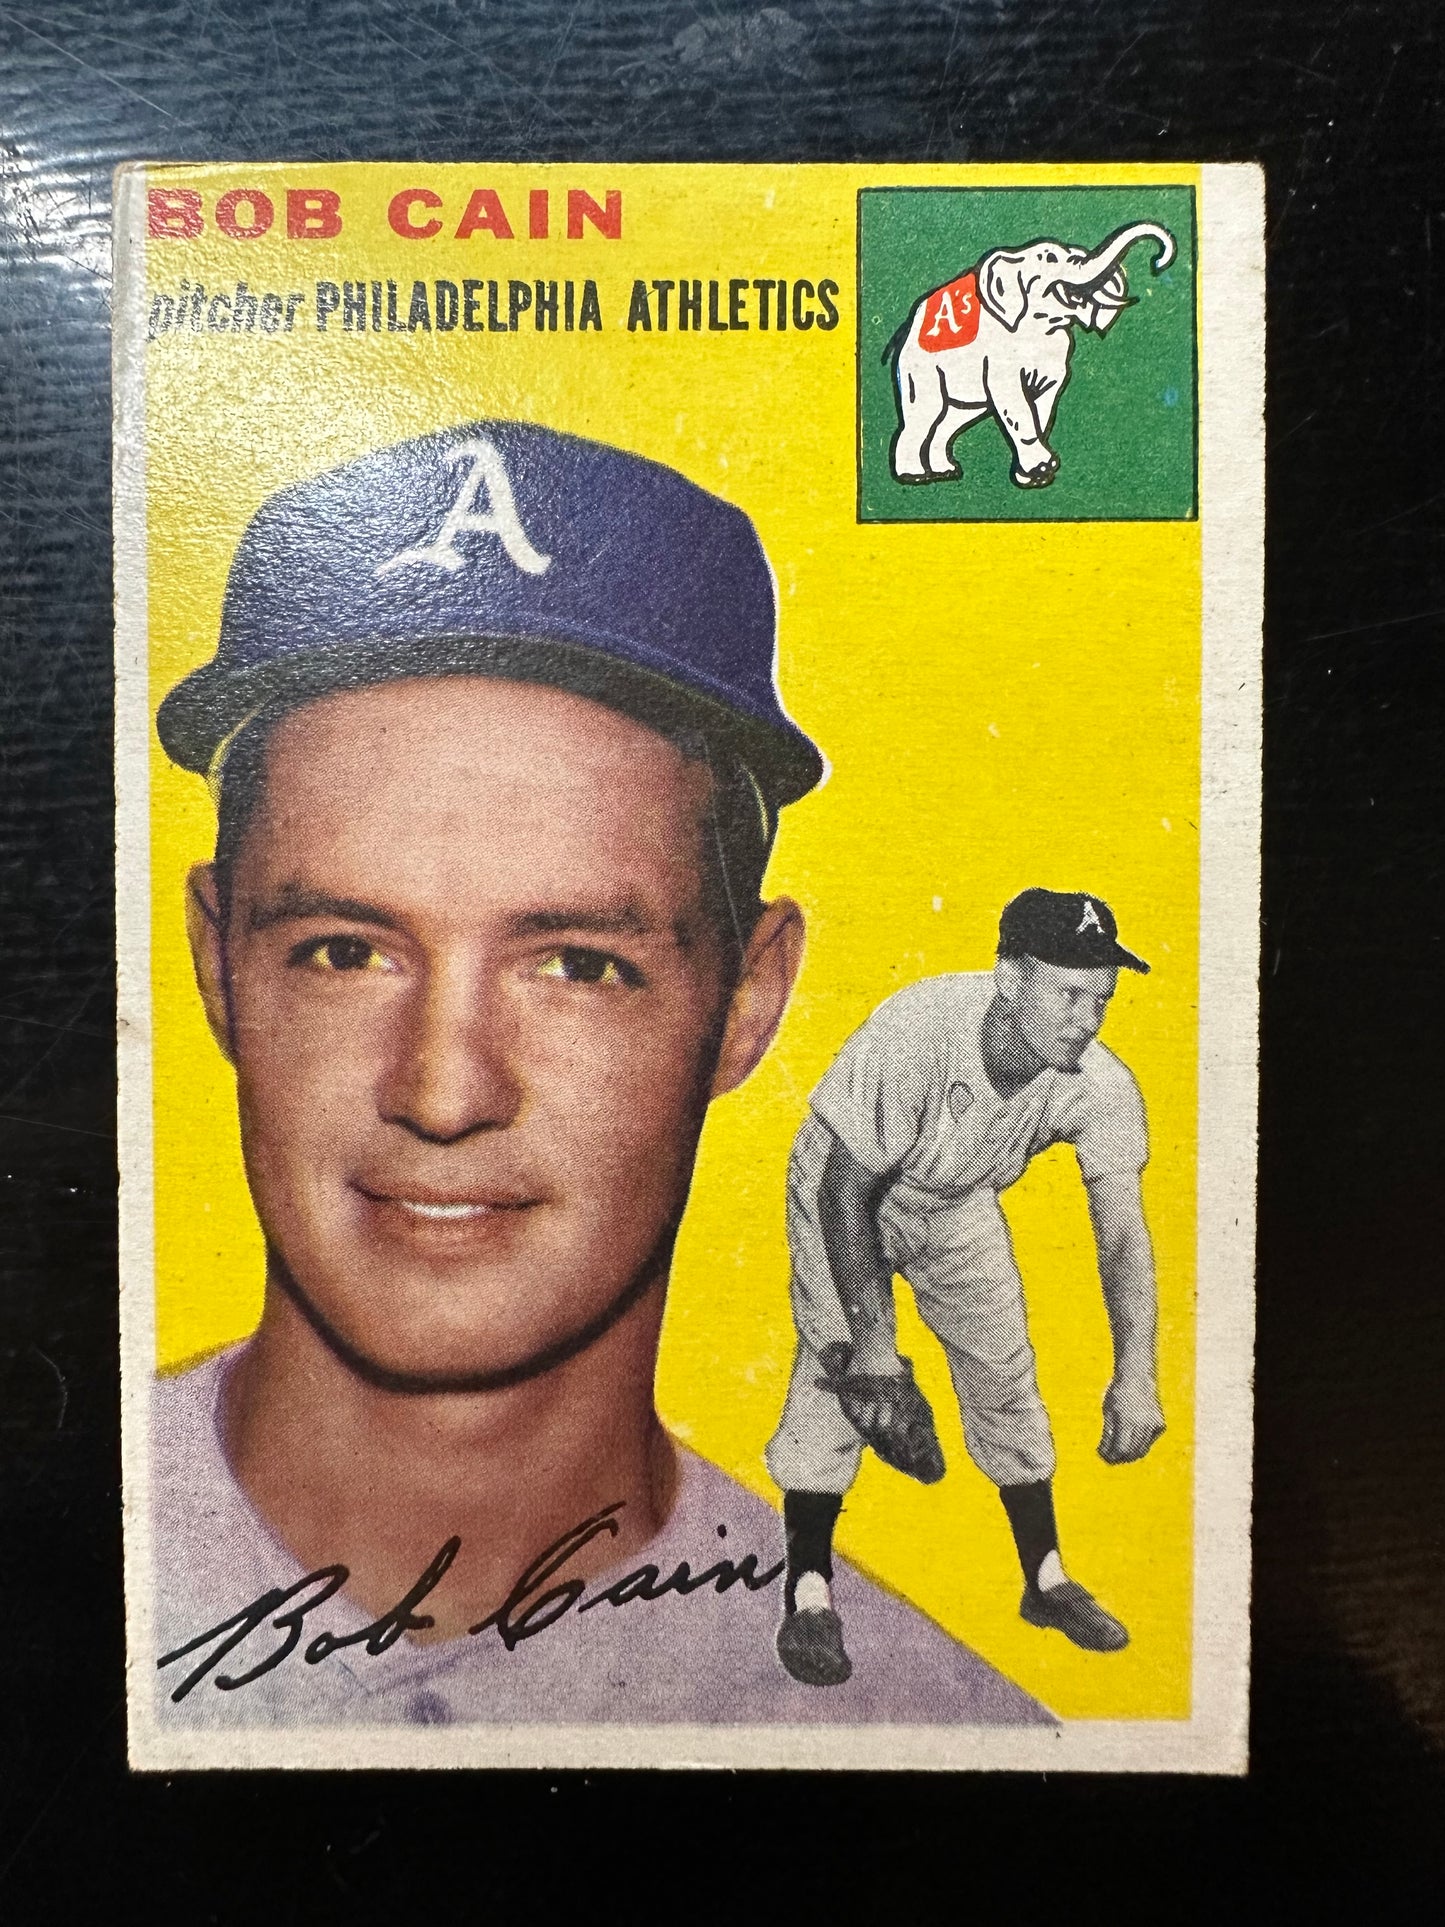 BOB CAIN
pitcher PHILADELPHIA ATHLETICS
A's
A
A
Bob Cain